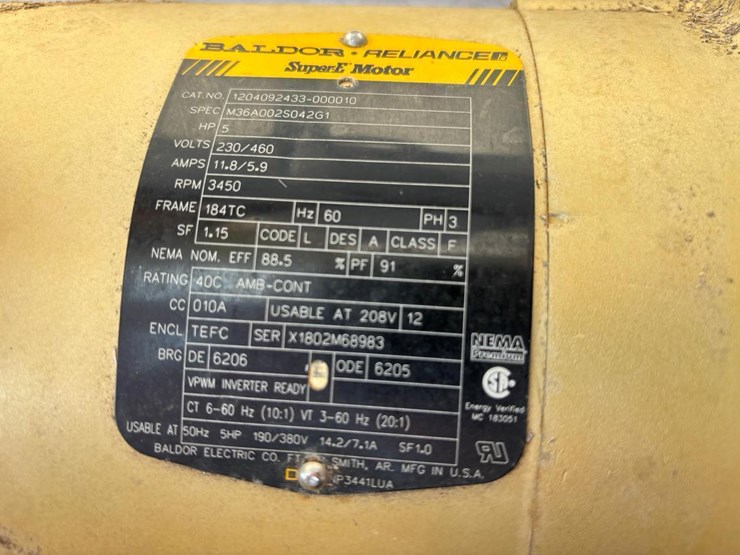 BALDOR • RELIANCE
SuperE Motor
CAT.NO. 1204092433-000010
SPEC M36A002S042G1
HP 5
VOLTS 230/460
AMPS 11.8/5.9
RPM 3450
FRAME 184TC Hz 60 PH 3
SF 1.15 CODE L DES A CLASS F
NEMA NOM. EFF 88.5 % PF 91 %
RATING 40C AMB-CONT
CC 010A USABLE AT 208V 12
ENCL TEFC SER X1802M68983
BRG DE 6206 ODE 6205
VPWM INVERTER READY
CT 6-60 Hz (10:1) VT 3-60 Hz (20:1)
USABLE AT 50Hz 5HP 190/380V 14.2/7.1A SF1.0
BALDOR ELECTRIC CO. SMITH, AR. MFG IN U.S.A.
NP3441LUA
NEMA
Premium
Energy Verified
MC 183051